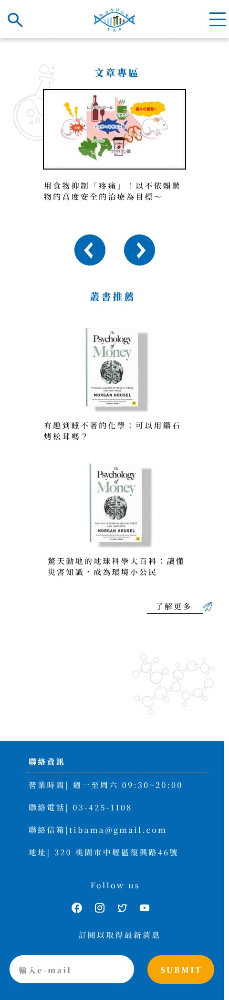 WONDER
LAB
文章專區
レスベラトロール
テアニン
痛みの緩和?
ドコサヘキサエン酸
ルテイン
COFFEE
クロロゲン酸
用食物抑制「疼痛」！以不依賴藥
物的高度安全的治療為目標～
叢書推薦
The
Psychology
of
Money
TIMELESS LESSONS ON WEALTH, GREED,
AND HAPPINESS
MORGAN HOUSEL
有趣到睡不著的化學：可以用鑽石
烤松茸嗎？
The
Psychology
of
Money
TIMELESS LESSONS ON WEALTH, GREED,
AND HAPPINESS
MORGAN HOUSEL
驚天動地的地球科學大百科：讀懂
災害知識，成為環境小公民
了解更多
聯絡資訊
營業時間| 週一至周六 09:30~20:00
聯絡電話| 03-425-1108
聯絡信箱|tibama@gmail.com
地址| 320 桃園市中壢區復興路46號
Follow us
訂閱以取得最新消息
輸入e-mail
SUBMIT